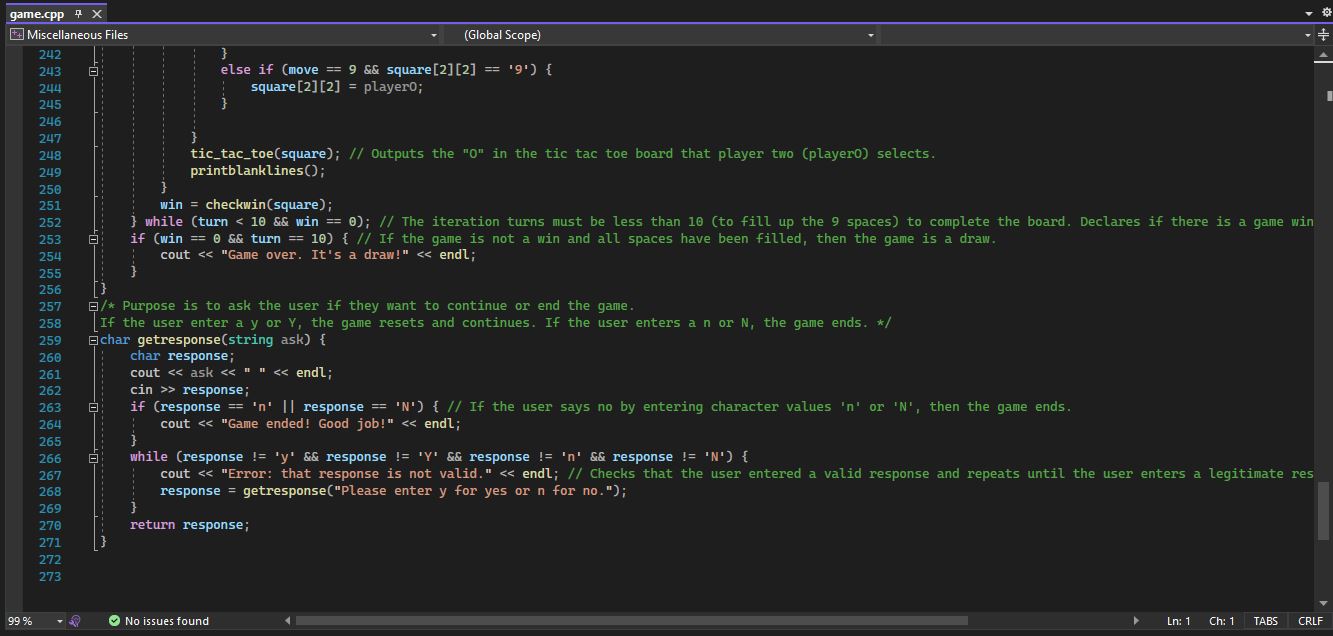 game.cpp
Miscellaneous Files (Global Scope)
242 }
243 else if (move == 9 && square[2][2] == '9') {
244 square[2][2] = playerO;
245 }
246
247 }
248 tic_tac_toe(square); // Outputs the "O" in the tic tac toe board that player two (playerO) selects.
249 printblanklines();
250 }
251 win = checkwin(square);
252 } while (turn < 10 && win == 0); // The iteration turns must be less than 10 (to fill up the 9 spaces) to complete the board. Declares if there is a game win
253 if (win == 0 && turn == 10) { // If the game is not a win and all spaces have been filled, then the game is a draw.
254 cout << "Game over. It's a draw!" << endl;
255 }
256 }
257 /* Purpose is to ask the user if they want to continue or end the game.
258 If the user enter a y or Y, the game resets and continues. If the user enters a n or N, the game ends. */
259 char getresponse(string ask) {
260 char response;
261 cout << ask << " " << endl;
262 cin >> response;
263 if (response == 'n' || response == 'N') { // If the user says no by entering character values 'n' or 'N', then the game ends.
264 cout << "Game ended! Good job!" << endl;
265 }
266 while (response != 'y' && response != 'Y' && response != 'n' && response != 'N') {
267 cout << "Error: that response is not valid." << endl; // Checks that the user entered a valid response and repeats until the user enters a legitimate res
268 response = getresponse("Please enter y for yes or n for no.");
269 }
270 return response;
271 }
272
273
99 % No issues found Ln: 1 Ch: 1 TABS CRLF